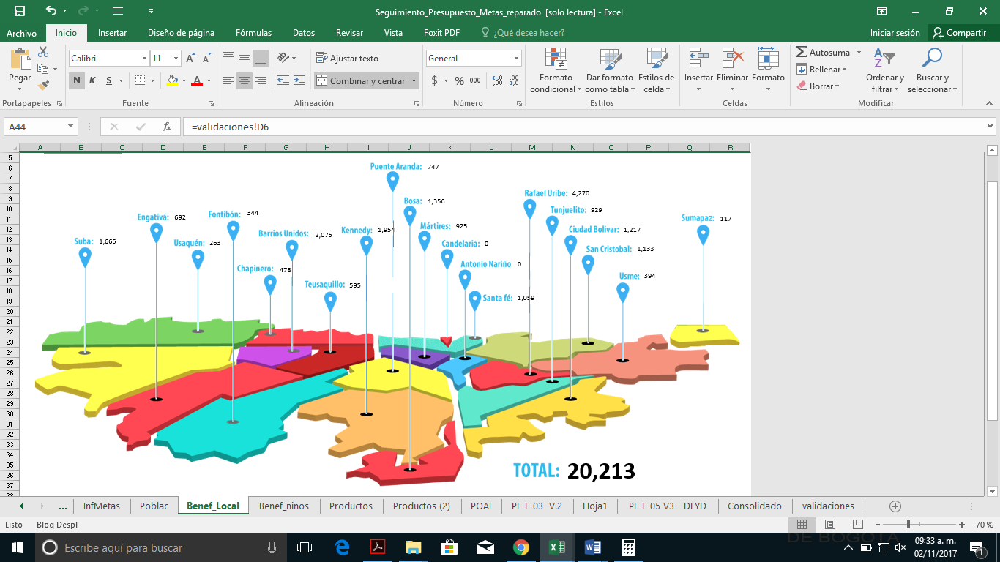 Seguimiento_Presupuesto_Metas_reparado [solo lectura] - Excel
Archivo Inicio Insertar Diseño de página Fórmulas Datos Revisar Vista Foxit PDF ¿Qué desea hacer? Iniciar sesión Compartir
Pegar
Calibri 11
N K S
Ajustar texto
Combinar y centrar
General
$ % 000
Formato condicional
Dar formato como tabla
Estilos de celda
Insertar Eliminar Formato
Autosuma
Rellenar
Borrar
Ordenar y filtrar
Buscar y seleccionar
Portapapeles Fuente Alineación Número Estilos Celdas Modificar
A44 fx =validaciones!D6
A B C D E F G H I J K L M N O P Q R
5
6
7
8
9
10
11
12
13
14
15
16
17
18
19
20
21
22
23
24
25
26
27
28
29
30
31
32
33
34
35
36
37
38
Puente Aranda: 747
Rafael Uribe: 4,270
Bosa: 1,356
Tunjuelito: 929
Fontibón: 344
Engativá: 692
Sumapaz: 117
Mártires: 925
Kennedy: 1,954
Ciudad Bolivar: 1,217
Barrios Unidos: 2,075
Suba: 1,665
Usaquén: 263
Candelaria: 0
San Cristobal: 1,133
Antonio Nariño: 0
Chapinero: 478
Usme: 394
Teusaquillo: 595
Santa fé: 1,059
TOTAL: 20,213
... InfMetas Poblac Benef_Local Benef_ninos Productos Productos (2) POAI PL-F-03 V.2 Hoja1 PL-F-05 V3 - DFYD Consolidado validaciones
Listo Bloq Despl 70 %
DE BOGOTÁ
Escribe aquí para buscar
09:33 a. m.
02/11/2017
1